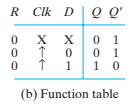 R Clk D Q Q′
0 X X 0 1
0 ↑ 0 0 1
0 ↑ 1 1 0
(b) Function table